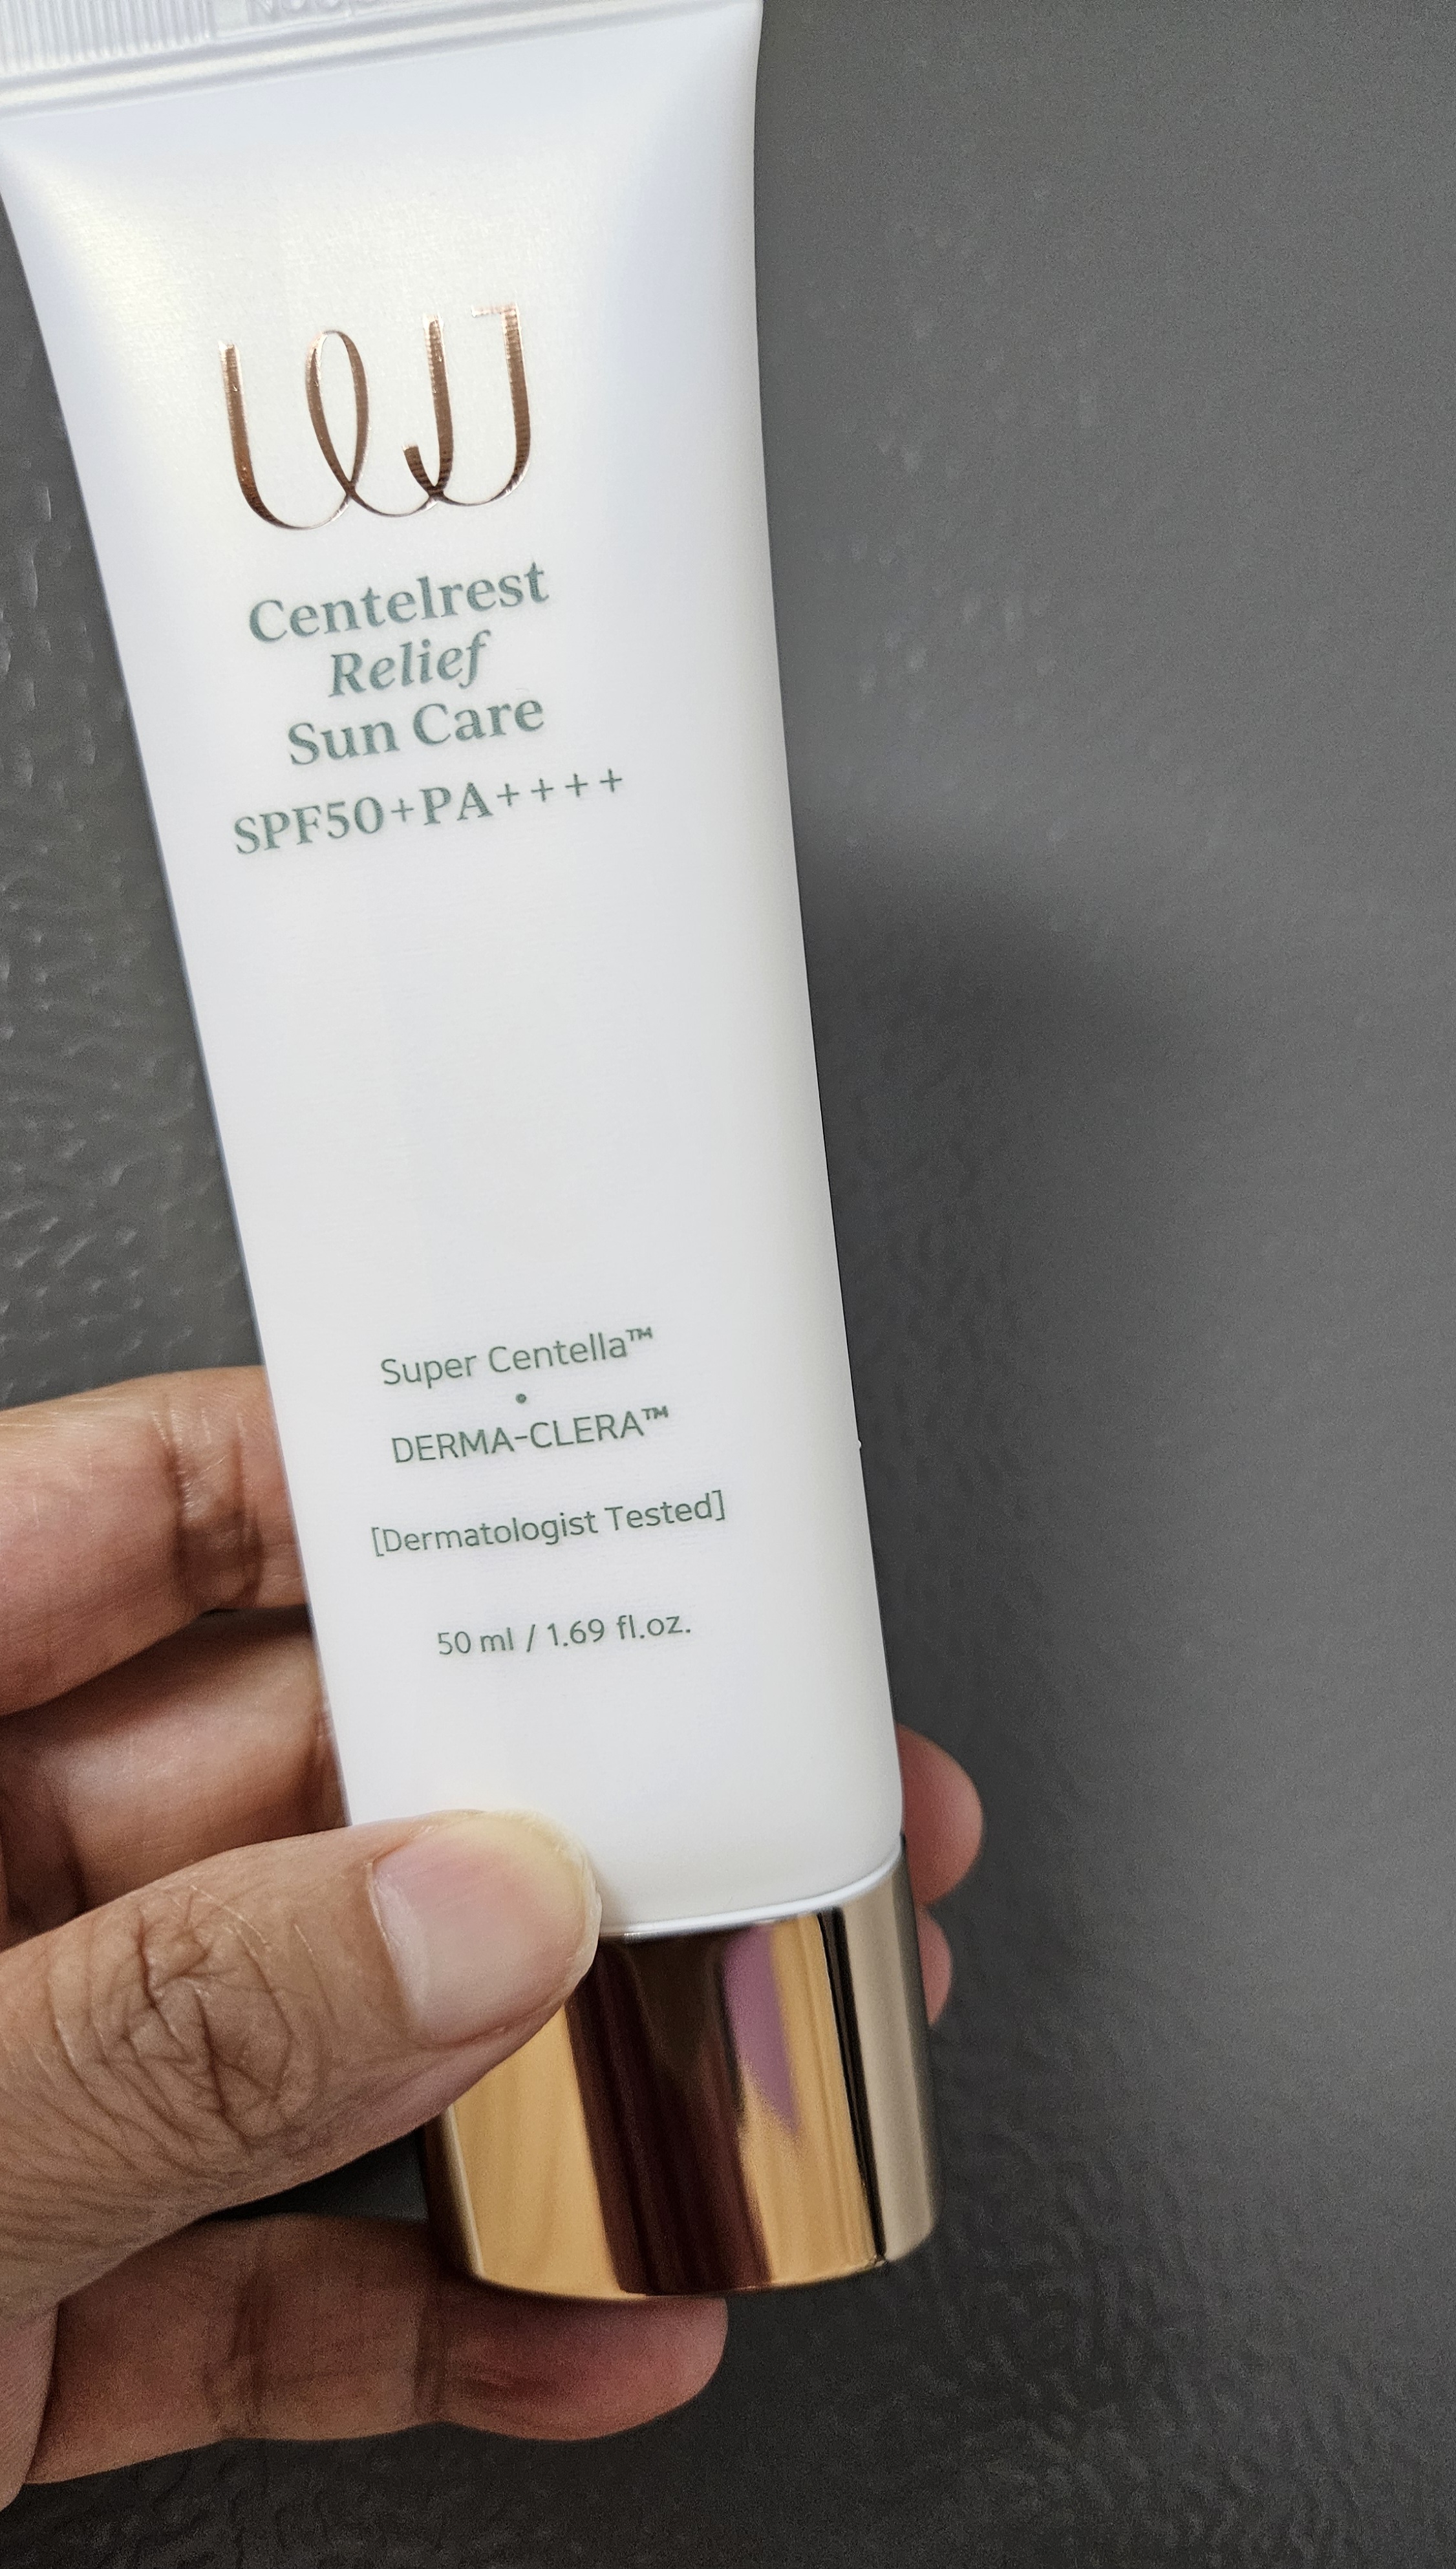 Centelrest
Relief
Sun Care
SPF50+PA++++
Super Centella™
•
DERMA-CLERA™
[Dermatologist Tested]
50 ml / 1.69 fl.oz.